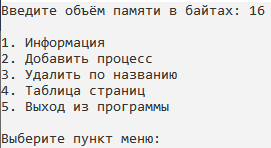 Введите объём памяти в байтах: 16
1. Информация
2. Добавить процесс
3. Удалить по названию
4. Таблица страниц
5. Выход из программы
Выберите пункт меню: